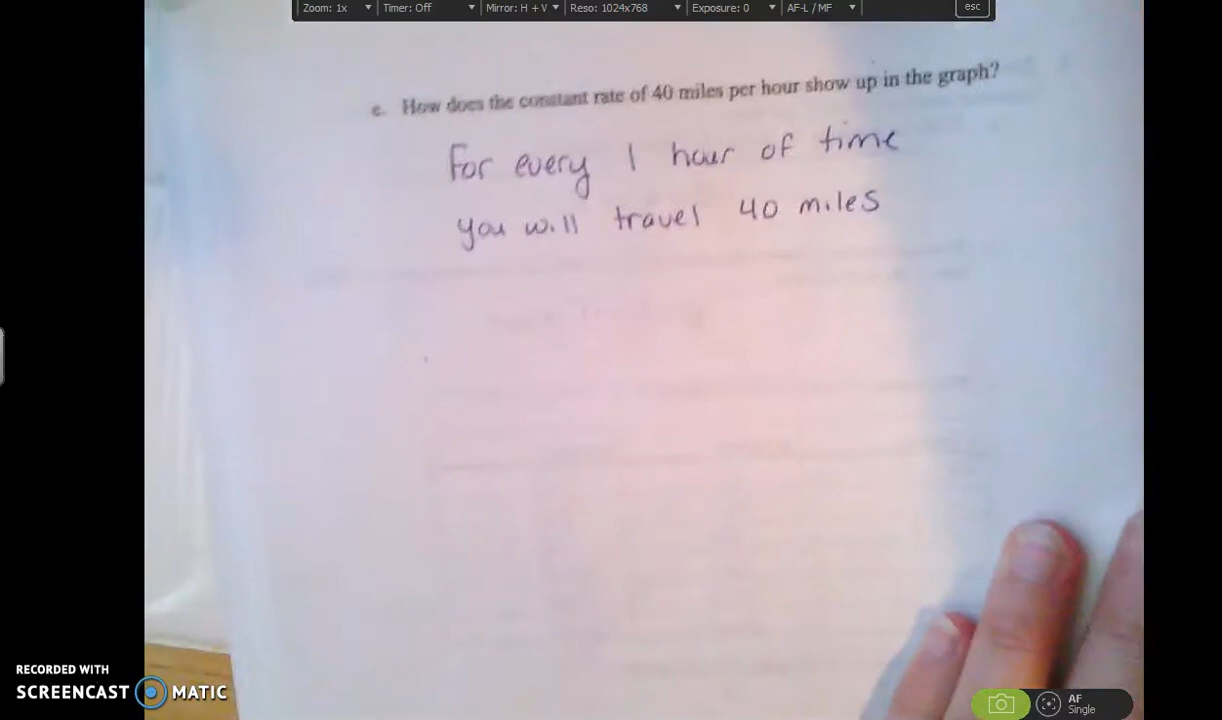 Zoom: 1x Timer: Off Mirror: H + V Reso: 1024x768 Exposure: 0 AF-L / MF esc
e. How does the constant rate of 40 miles per hour show up in the graph?
For every 1 hour of time
you will travel 40 miles
RECORDED WITH
SCREENCAST MATIC
AF
Single